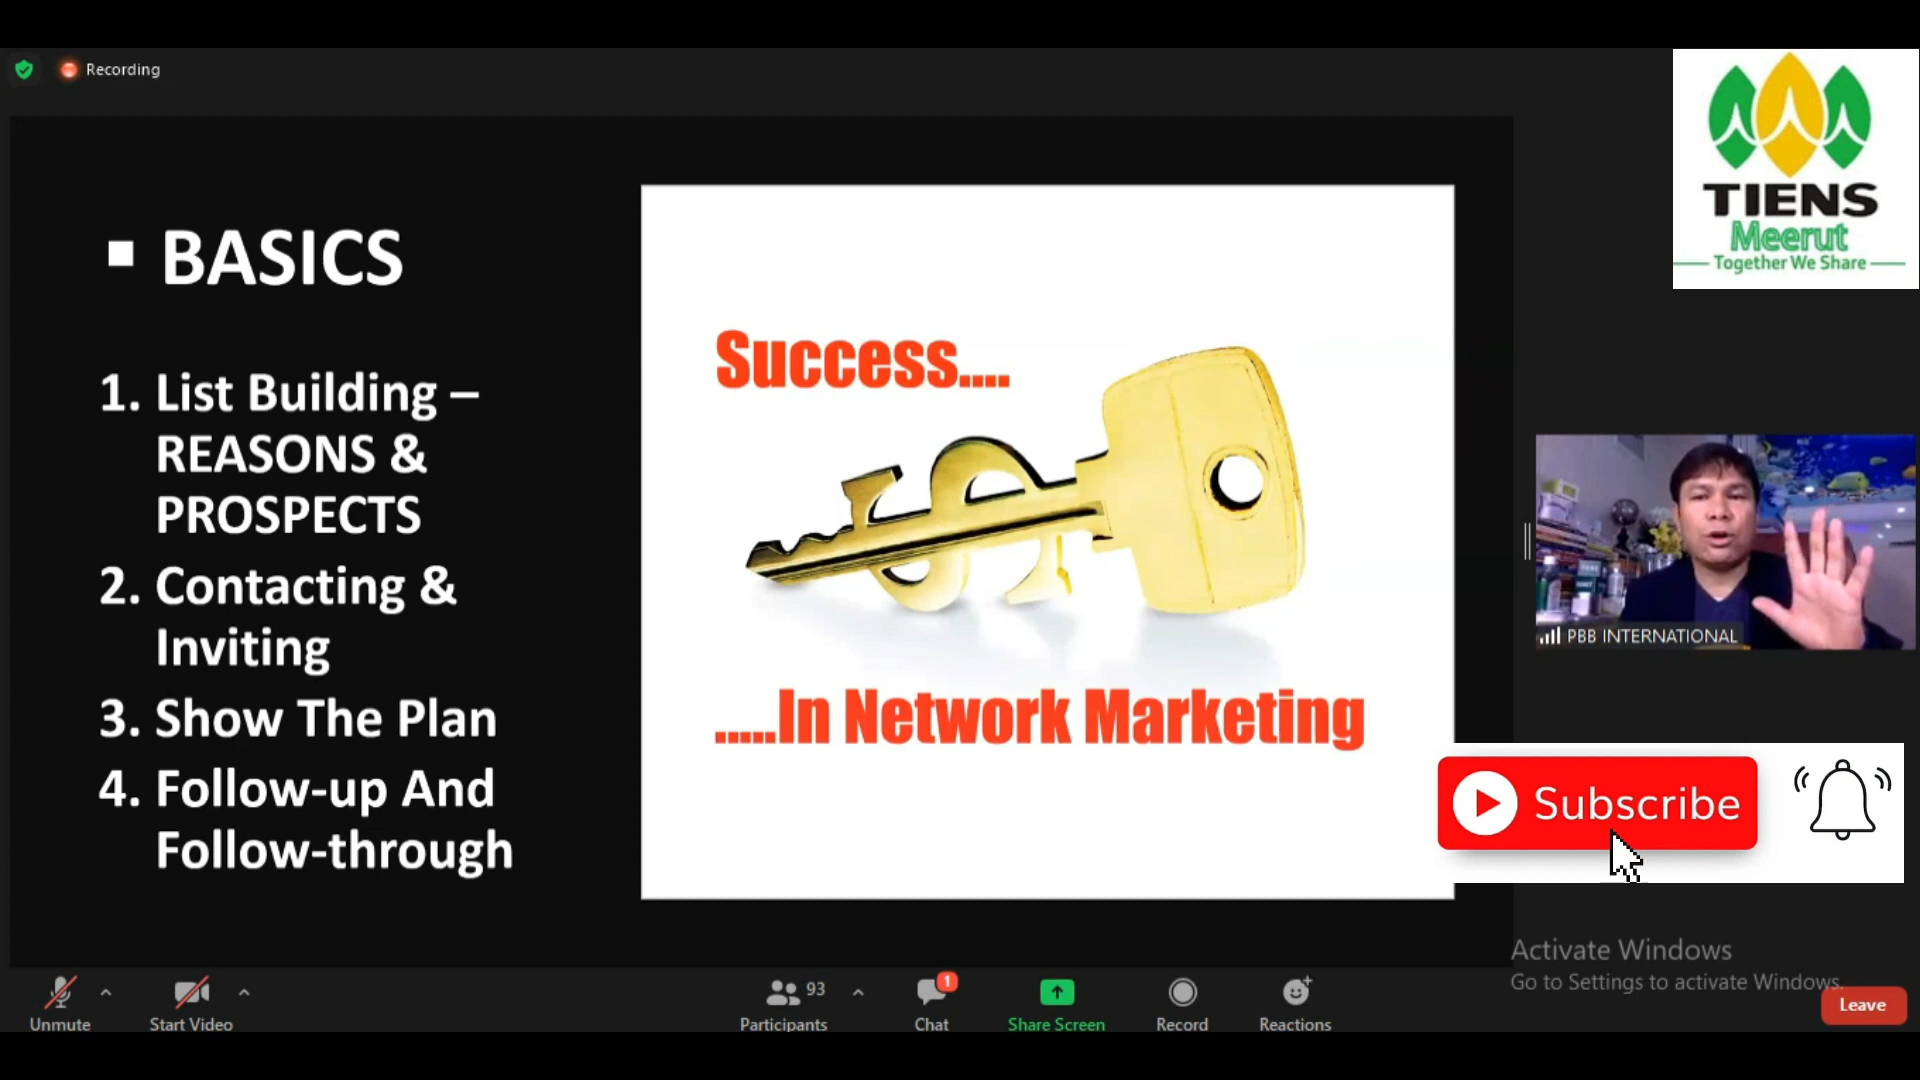 Recording
▪ BASICS
1. List Building –
REASONS &
PROSPECTS
2. Contacting &
Inviting
3. Show The Plan
4. Follow-up And
Follow-through
Success....
.....In Network Marketing
TIENS
Meerut
Together We Share
PBB INTERNATIONAL
Subscribe
Activate Windows
Go to Settings to activate Windows.
Unmute
Start Video
93
Participants
1
Chat
Share Screen
Record
Reactions
Leave